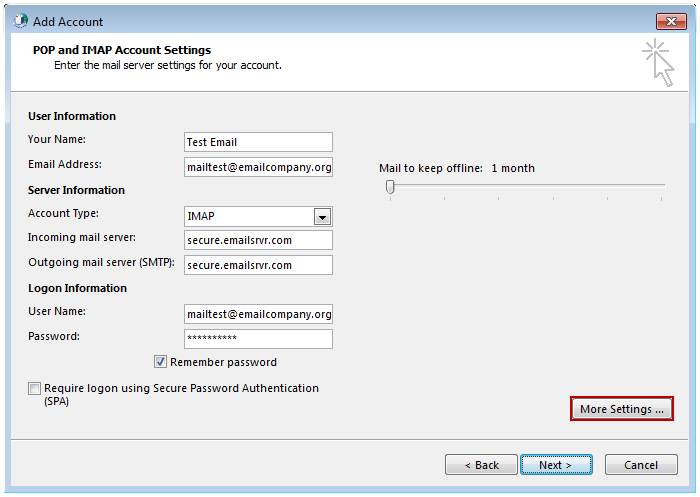 Add Account
POP and IMAP Account Settings
Enter the mail server settings for your account.
User Information
Your Name: Test Email
Email Address: mailtest@emailcompany.org
Mail to keep offline: 1 month
Server Information
Account Type: IMAP
Incoming mail server: secure.emailsrvr.com
Outgoing mail server (SMTP): secure.emailsrvr.com
Logon Information
User Name: mailtest@emailcompany.org
Password: **********
Remember password
Require logon using Secure Password Authentication
(SPA)
More Settings ...
< Back Next > Cancel